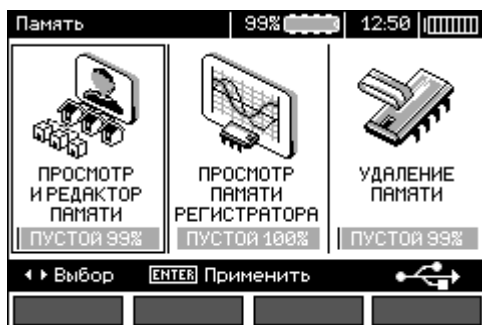 Память 99% 12:50
ПРОСМОТР И РЕДАКТОР ПАМЯТИ
ПУСТОЙ 99%
ПРОСМОТР ПАМЯТИ РЕГИСТРАТОРА
ПУСТОЙ 100%
УДАЛЕНИЕ ПАМЯТИ
ПУСТОЙ 99%
Выбор ENTER Применить